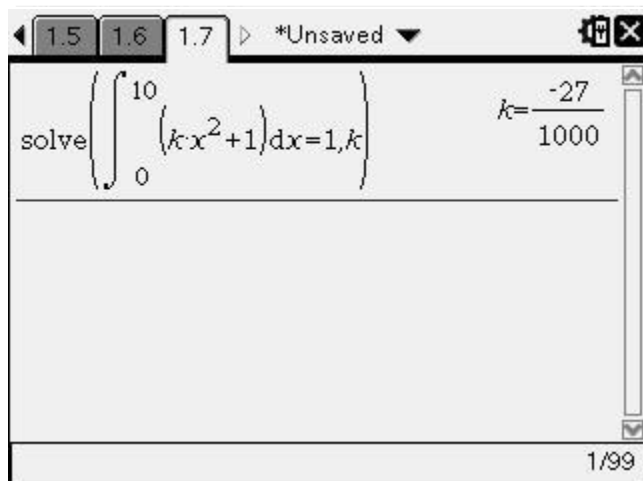 1.5 1.6 1.7 *Unsaved
solve(∫₀¹⁰(k·x²+1)dx=1,k) k=-27/1000
1/99